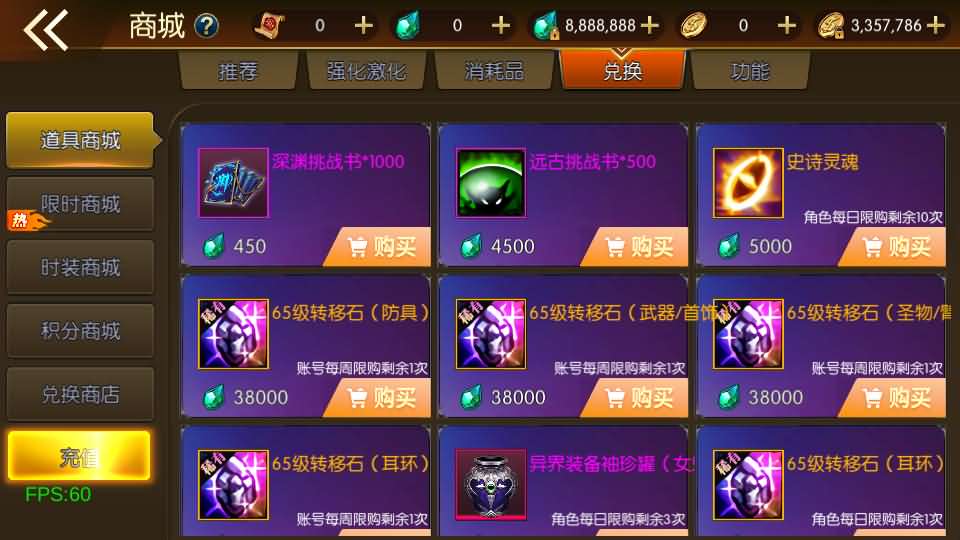 商城 ? 0 0 8,888,888 0 3,357,786
推荐 强化激化 消耗品 兑换 功能
道具商城
热 限时商城
时装商城
积分商城
兑换商店
充值
FPS:60
深渊挑战书*1000
450 购买
远古挑战书*500
4500 购买
史诗灵魂
角色每日限购剩余10次
5000 购买
稀有 65级转移石（防具）
账号每周限购剩余1次
38000 购买
稀有 65级转移石（武器/首饰
账号每周限购剩余1次
38000 购买
稀有 65级转移石（圣物/
账号每周限购剩余1次
38000 购买
稀有 65级转移石（耳环）
账号每周限购剩余1次
异界装备袖珍罐（女
角色每日限购剩余3次
稀有 65级转移石（耳环）
角色每日限购剩余1次